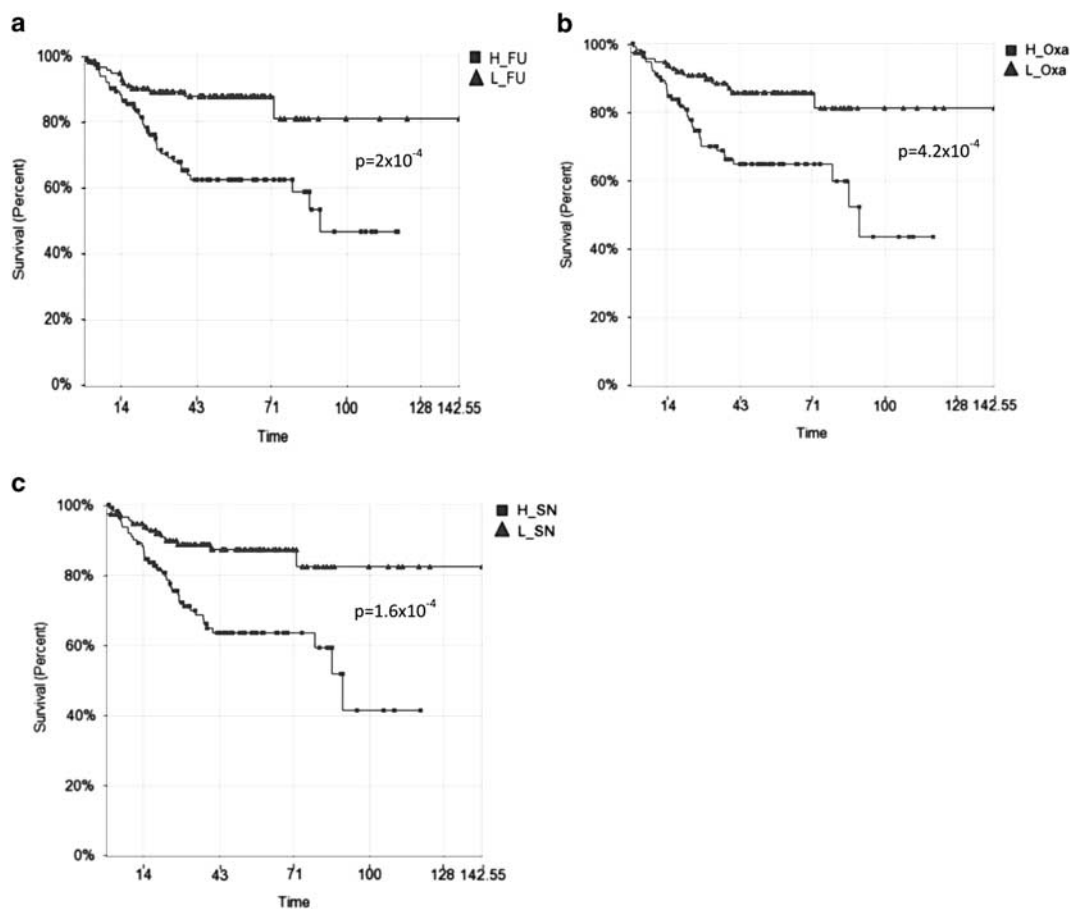 a
100%
80%
60%
40%
20%
0%
Survival (Percent)
14 43 71 100 128 142.55
Time
H_FU
L_FU
p=2x10⁻⁴
b
100%
80%
60%
40%
20%
0%
Survival (Percent)
14 43 71 100 128 142.55
Time
H_Oxa
L_Oxa
p=4.2x10⁻⁴
c
100%
80%
60%
40%
20%
0%
Survival (Percent)
14 43 71 100 128 142.55
Time
H_SN
L_SN
p=1.6x10⁻⁴